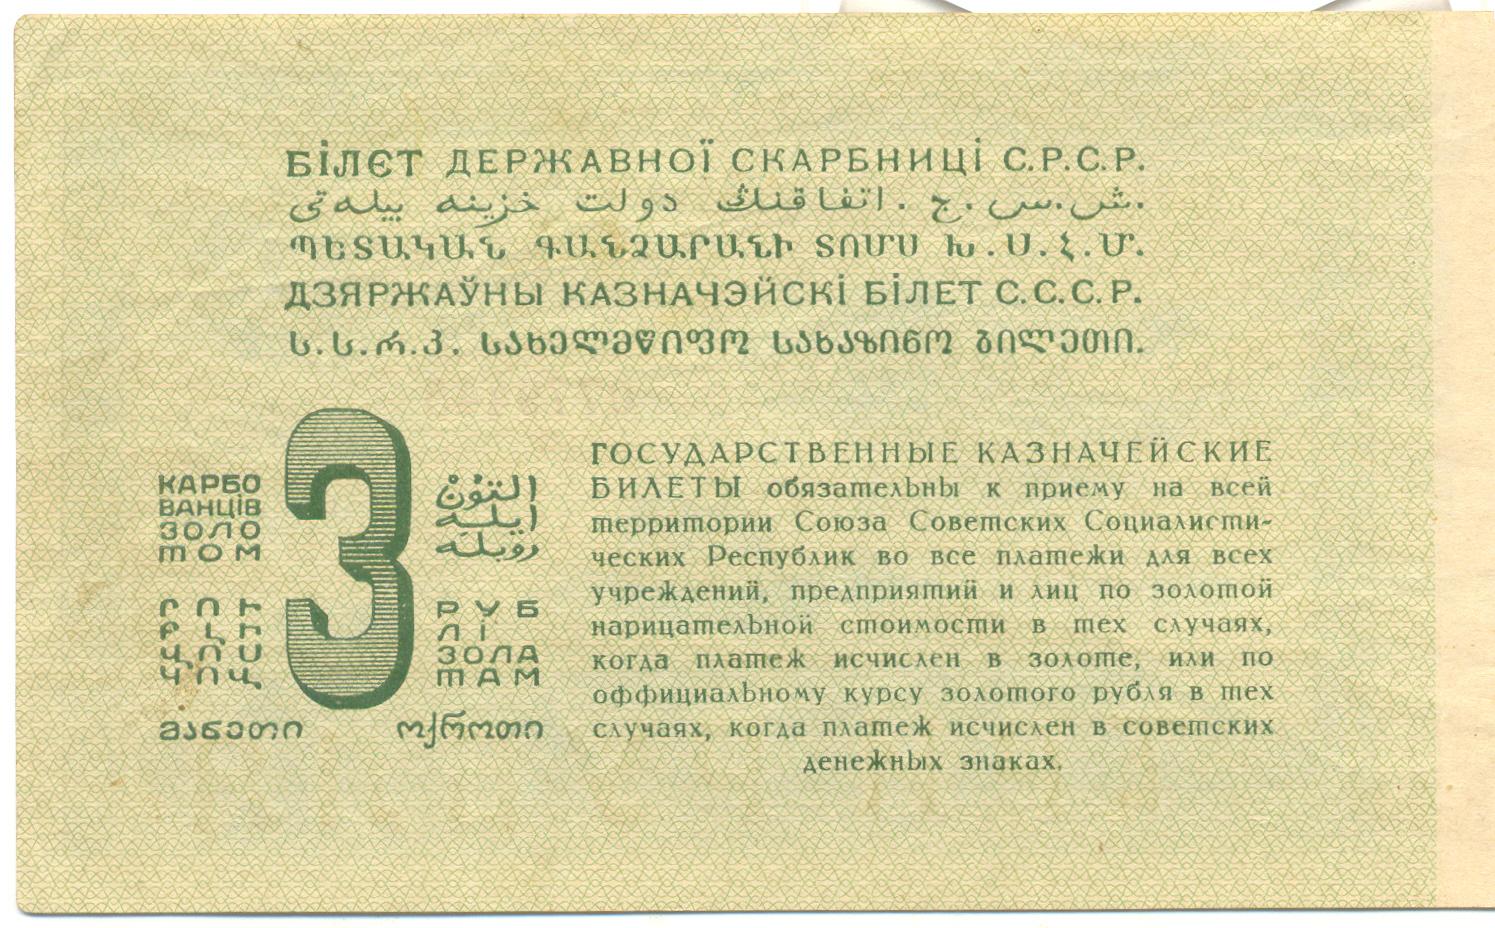 БІЛЄТ ДЕРЖАВНОЇ СКАРБНИЦІ С.Р.С.Р.
ش.س.س.ج. اتفاقنڭ دولت خزينه بيله‌تى
ՊԵՏԱԿԱՆ ԳԱՆՁԱՐԱՆԻ ՏՈՄՍ Խ.Ս.Հ.Մ.
ДЗЯРЖАЎНЫ КАЗНАЧЭЙСКІ БІЛЕТ С.С.С.Р.
ს.ს.რ.კ. სახელმწიფო სახაზინო ბილეთი.
КАРБО
ВАНЦІВ
ЗОЛО
ТОМ
3
التون
ايله
روبله
ՐՈՒ
ԲԼԻ
ՎՈՍ
ԿՈՎ
РУБ
ЛІ
ЗОЛА
ТАМ
მანეთი ოქროთი
ГОСУДАРСТВЕННЫЕ КАЗНАЧЕЙСКИЕ
БИЛЕТЫ обязательны к приему на всей
территории Союза Советских Социалисти-
ческих Республик во все платежи для всех
учреждений, предприятий и лиц по золотой
нарицательной стоимости в тех случаях,
когда платеж исчислен в золоте, или по
оффициальному курсу золотого рубля в тех
случаях, когда платеж исчислен в советских
денежных знаках.